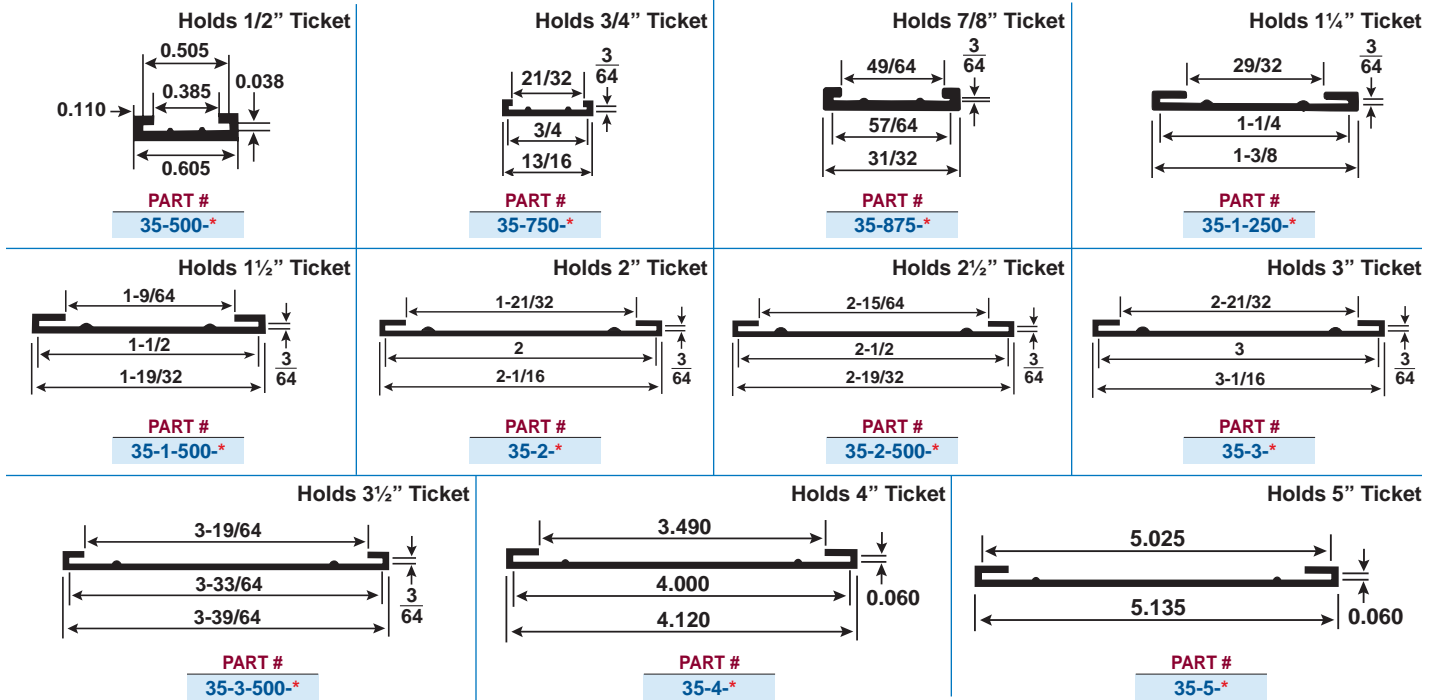 Holds 1/2” Ticket
0.505
0.385
0.038
0.110
0.605
PART #
35-500-*
Holds 3/4” Ticket
21/32
3/64
3/4
13/16
PART #
35-750-*
Holds 7/8” Ticket
49/64
3/64
57/64
31/32
PART #
35-875-*
Holds 1¼” Ticket
29/32
3/64
1-1/4
1-3/8
PART #
35-1-250-*
Holds 1½” Ticket
1-9/64
1-1/2
3/64
1-19/32
PART #
35-1-500-*
Holds 2” Ticket
1-21/32
2
3/64
2-1/16
PART #
35-2-*
Holds 2½” Ticket
2-15/64
2-1/2
3/64
2-19/32
PART #
35-2-500-*
Holds 3” Ticket
2-21/32
3
3/64
3-1/16
PART #
35-3-*
Holds 3½” Ticket
3-19/64
3-33/64
3/64
3-39/64
PART #
35-3-500-*
Holds 4” Ticket
3.490
4.000
0.060
4.120
PART #
35-4-*
Holds 5” Ticket
5.025
5.135
0.060
PART #
35-5-*